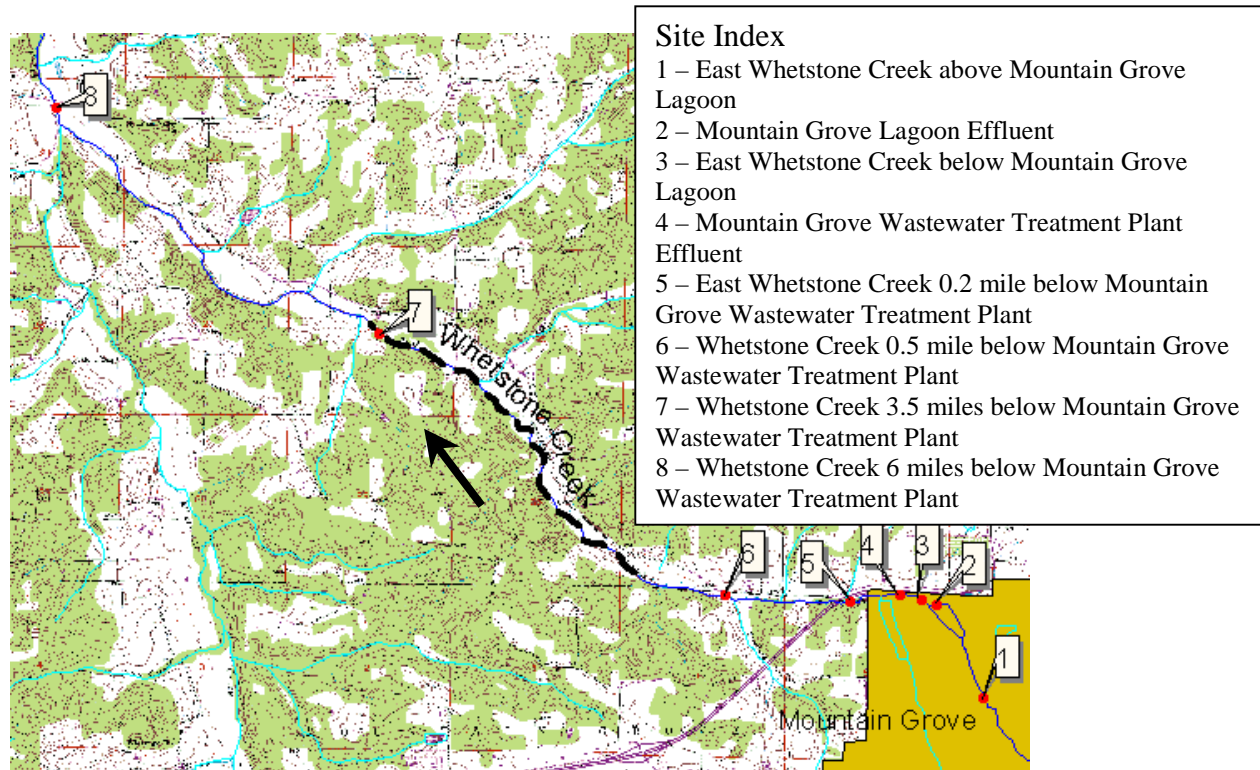 Site Index
1 – East Whetstone Creek above Mountain Grove
Lagoon
2 – Mountain Grove Lagoon Effluent
3 – East Whetstone Creek below Mountain Grove
Lagoon
4 – Mountain Grove Wastewater Treatment Plant
Effluent
5 – East Whetstone Creek 0.2 mile below Mountain
Grove Wastewater Treatment Plant
6 – Whetstone Creek 0.5 mile below Mountain Grove
Wastewater Treatment Plant
7 – Whetstone Creek 3.5 miles below Mountain Grove
Wastewater Treatment Plant
8 – Whetstone Creek 6 miles below Mountain Grove
Wastewater Treatment Plant
8
7
Whetstone Creek
6
5
4
3
2
1
Mountain Grove